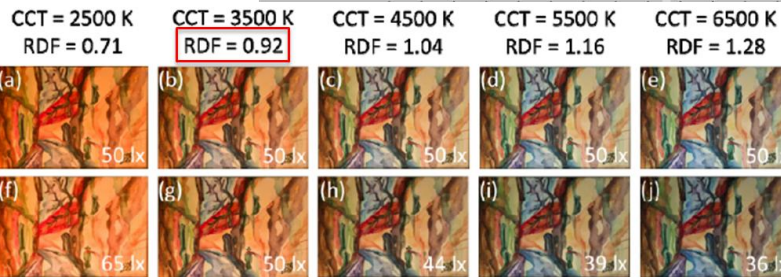 CCT = 2500 K CCT = 3500 K CCT = 4500 K CCT = 5500 K CCT = 6500 K
RDF = 0.71 RDF = 0.92 RDF = 1.04 RDF = 1.16 RDF = 1.28
(a) (b) (c) (d) (e)
50 lx 50 lx 50 lx 50 lx 50 l
(f) (g) (h) (i) (j)
65 lx 50 lx 44 lx 39 lx 36 l